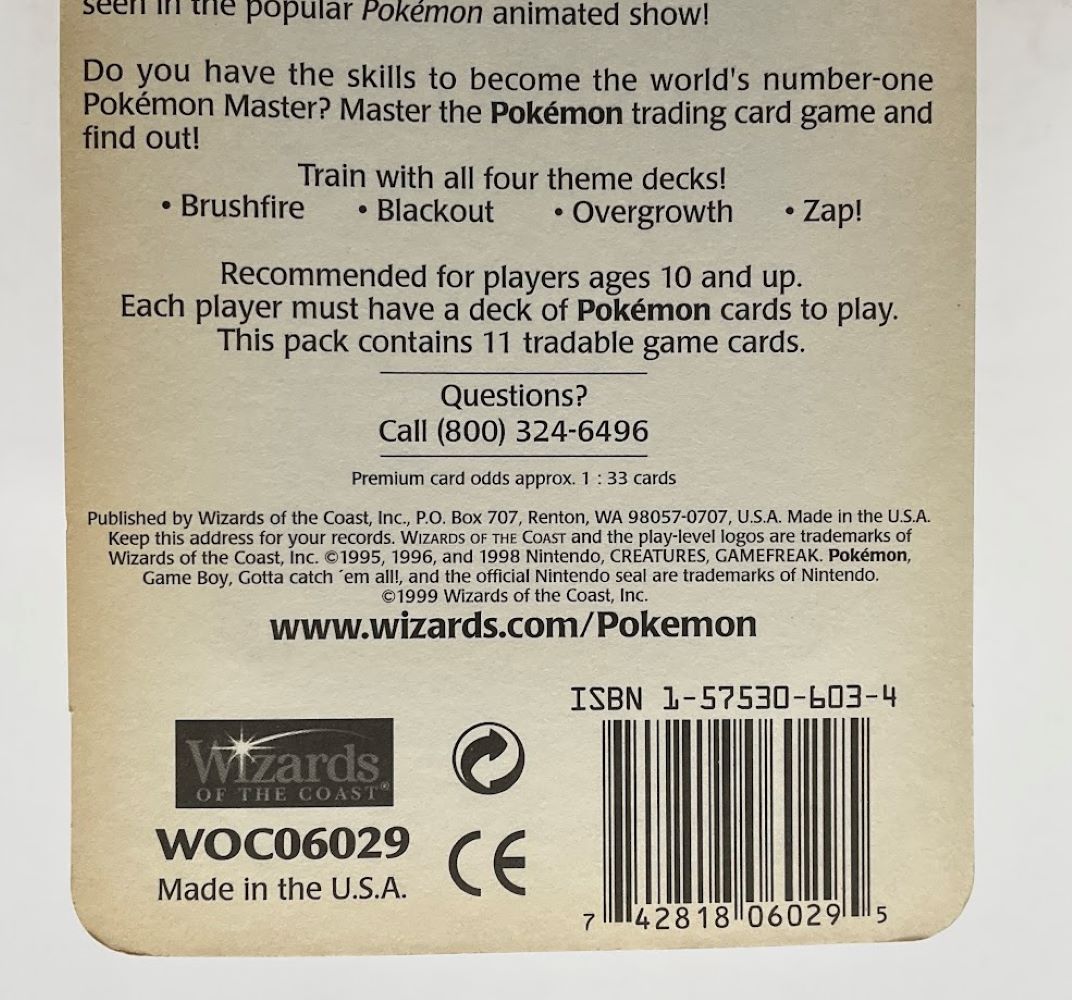 seen in the popular Pokémon animated show!
Do you have the skills to become the world's number-one
Pokémon Master? Master the Pokémon trading card game and
find out!
Train with all four theme decks!
• Brushfire • Blackout • Overgrowth • Zap!
Recommended for players ages 10 and up.
Each player must have a deck of Pokémon cards to play.
This pack contains 11 tradable game cards.
Questions?
Call (800) 324-6496
Premium card odds approx. 1 : 33 cards
Published by Wizards of the Coast, Inc., P.O. Box 707, Renton, WA 98057-0707, U.S.A. Made in the U.S.A.
Keep this address for your records. WIZARDS OF THE COAST and the play-level logos are trademarks of
Wizards of the Coast, Inc. ©1995, 1996, and 1998 Nintendo, CREATURES, GAMEFREAK. Pokémon,
Game Boy, Gotta catch ´em all!, and the official Nintendo seal are trademarks of Nintendo.
©1999 Wizards of the Coast, Inc.
www.wizards.com/Pokemon
ISBN 1-57530-603-4
Wizards
OF THE COAST®
WOC06029
Made in the U.S.A.
CE
7 42818 06029 5